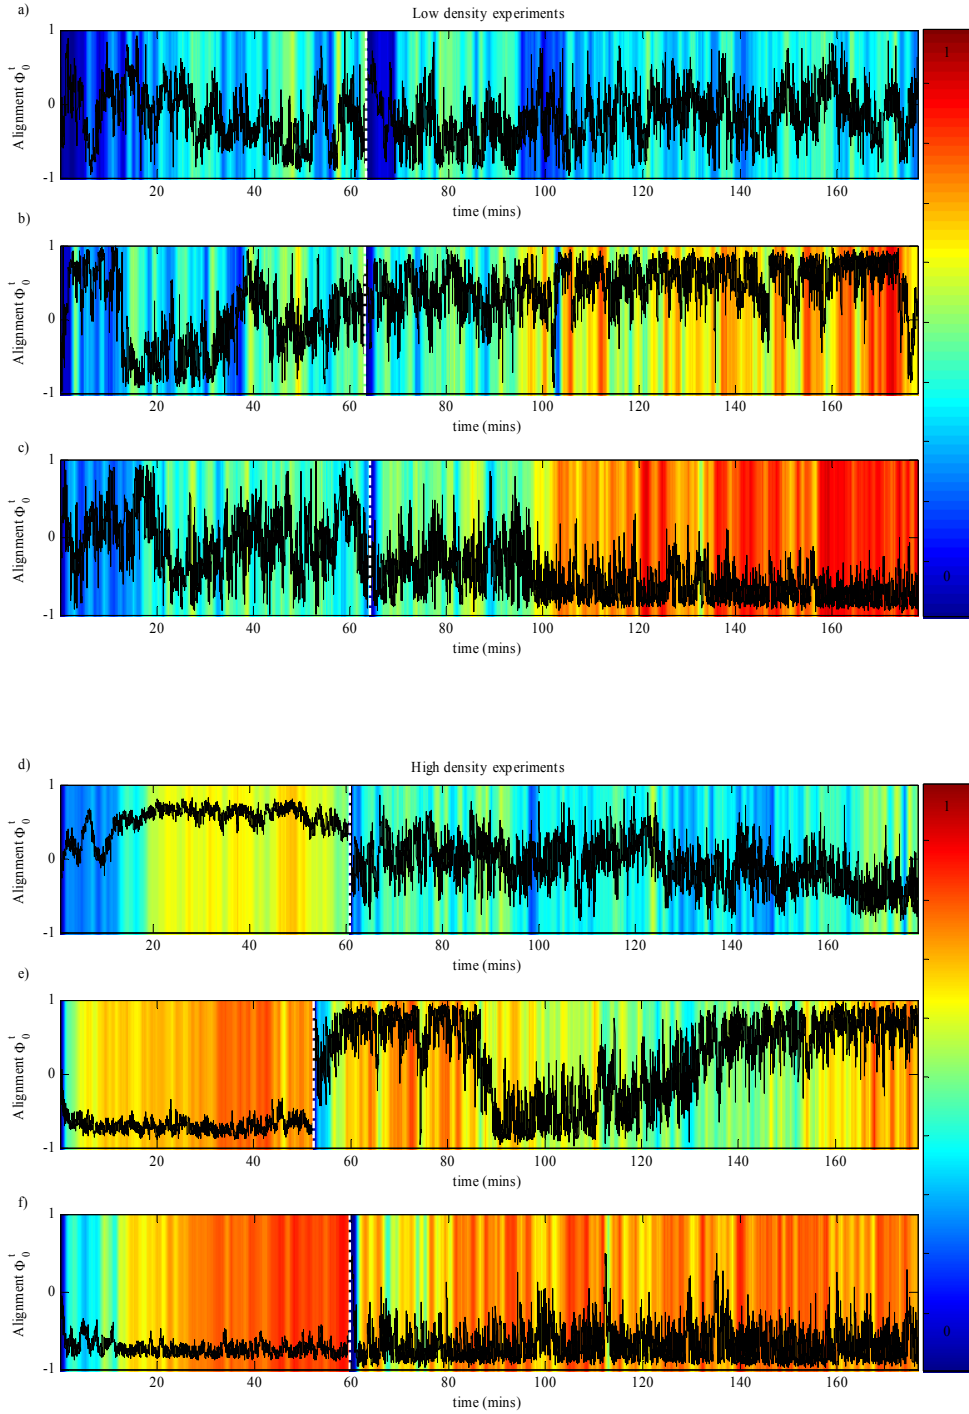 a)
Low density experiments
Alignment Φ₀ᵗ
1
0
-1
20 40 60 80 100 120 140 160
time (mins)
b)
Alignment Φ₀ᵗ
1
0
-1
20 40 60 80 100 120 140 160
time (mins)
c)
Alignment Φ₀ᵗ
1
0
-1
20 40 60 80 100 120 140 160
time (mins)
1
0
d)
High density experiments
Alignment Φ₀ᵗ
1
0
-1
20 40 60 80 100 120 140 160
time (mins)
e)
Alignment Φ₀ᵗ
1
0
-1
20 40 60 80 100 120 140 160
time (mins)
f)
Alignment Φ₀ᵗ
1
0
-1
20 40 60 80 100 120 140 160
time (mins)
1
0